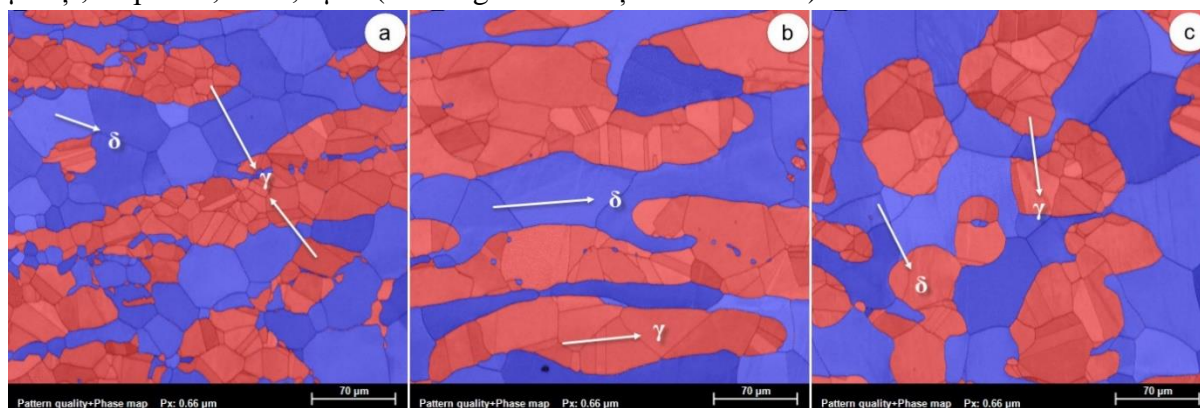 a
b
c
δ
γ
δ
γ
γ
δ
70 µm
70 µm
70 µm
Pattern quality+Phase map Px: 0.66 µm
Pattern quality+Phase map Px: 0.66 µm
Pattern quality+Phase map Px: 0.66 µm